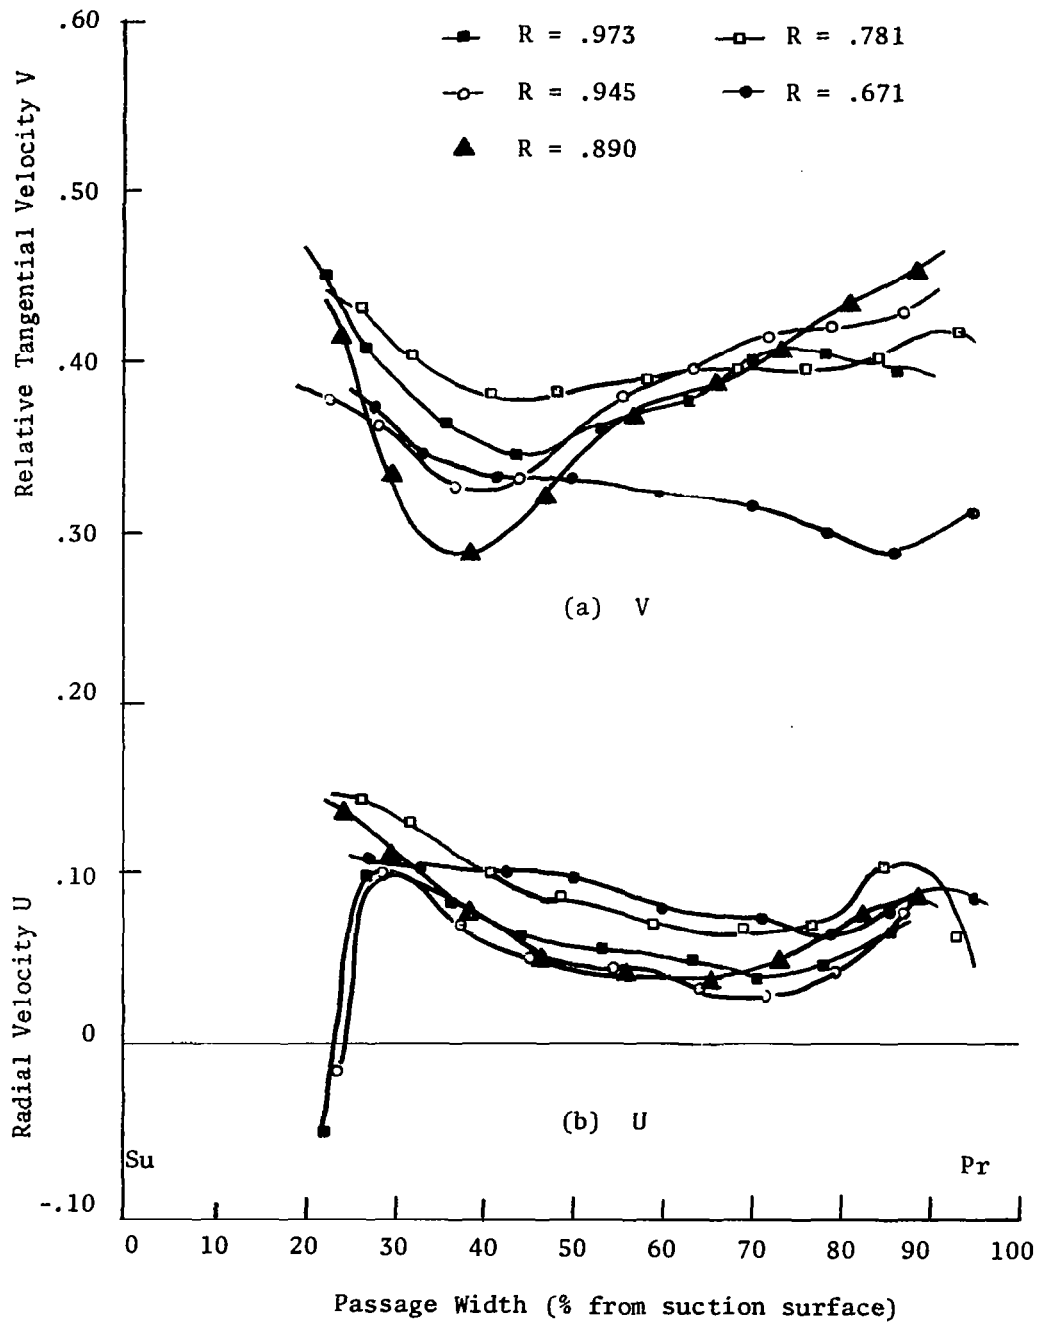 .60
R = .973
R = .781
R = .945
R = .671
R = .890
.50
.40
.30
Relative Tangential Velocity V
(a) V
.20
.10
0
-.10
Radial Velocity U
(b) U
Su
Pr
0 10 20 30 40 50 60 70 80 90 100
Passage Width (% from suction surface)